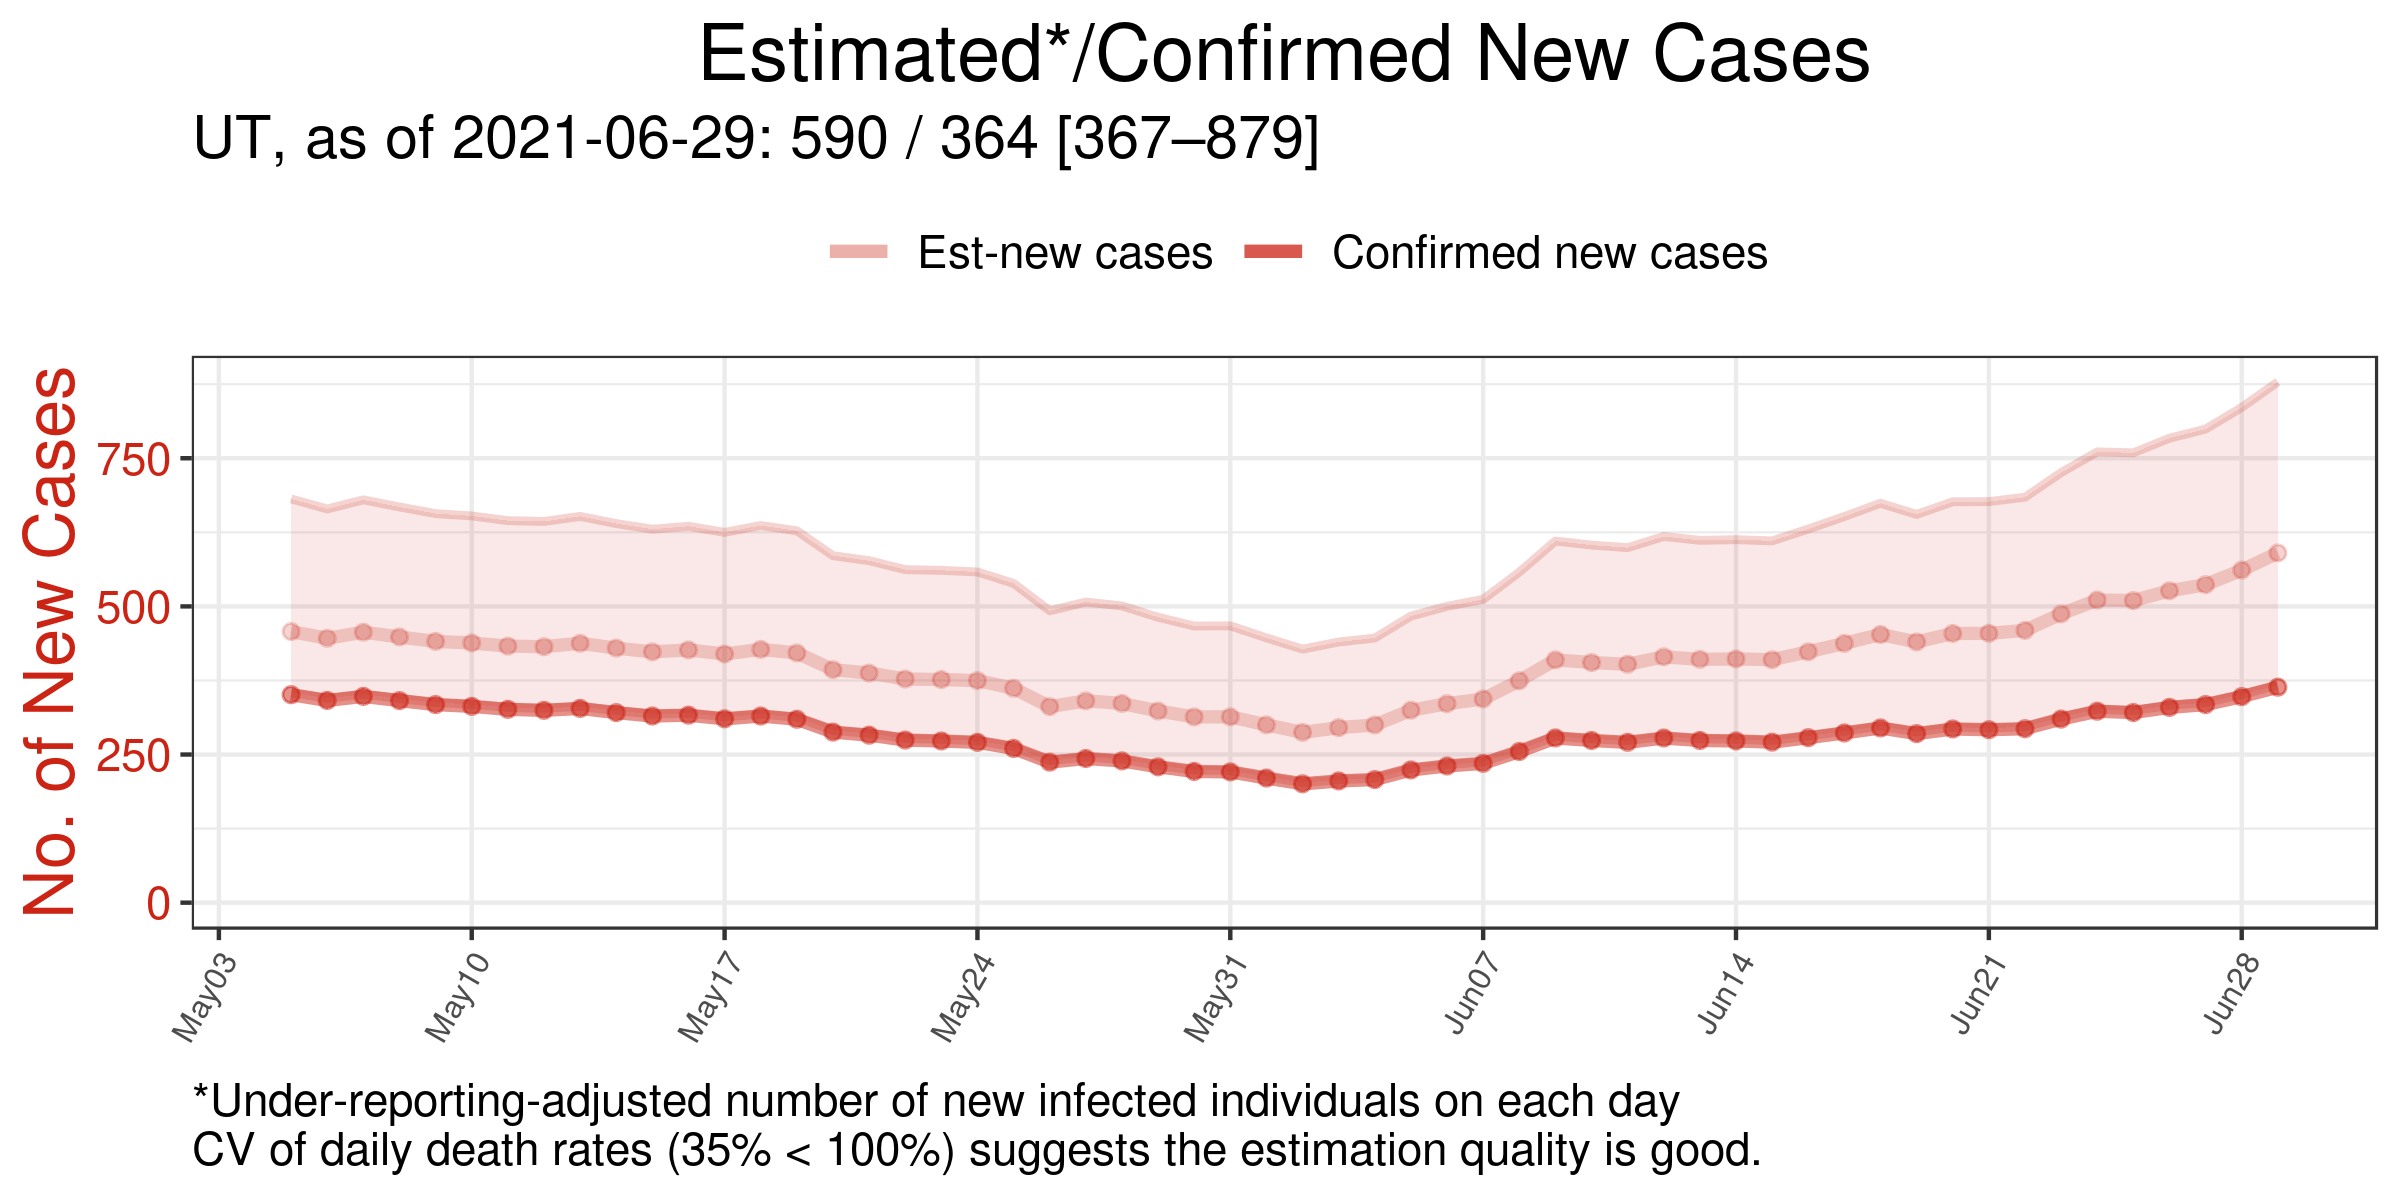 Estimated*/Confirmed New Cases
UT, as of 2021-06-29: 590 / 364 [367–879]
Est-new cases Confirmed new cases
No. of New Cases
750
500
250
0
May03 May10 May17 May24 May31 Jun07 Jun14 Jun21 Jun28
*Under-reporting-adjusted number of new infected individuals on each day
CV of daily death rates (35% < 100%) suggests the estimation quality is good.